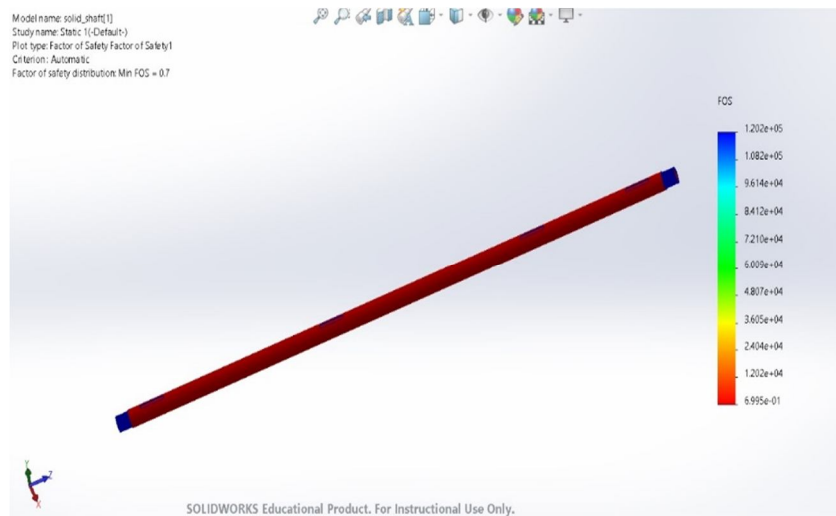 Model name: solid_shaft[1]
Study name: Static 1(-Default-)
Plot type: Factor of Safety Factor of Safety1
Criterion: Automatic
Factor of safety distribution: Min FOS = 0.7
FOS
1.202e+05
1.082e+05
9.614e+04
8.412e+04
7.210e+04
6.009e+04
4.807e+04
3.605e+04
2.404e+04
1.202e+04
6.995e-01
Y
Z
X
SOLIDWORKS Educational Product. For Instructional Use Only.